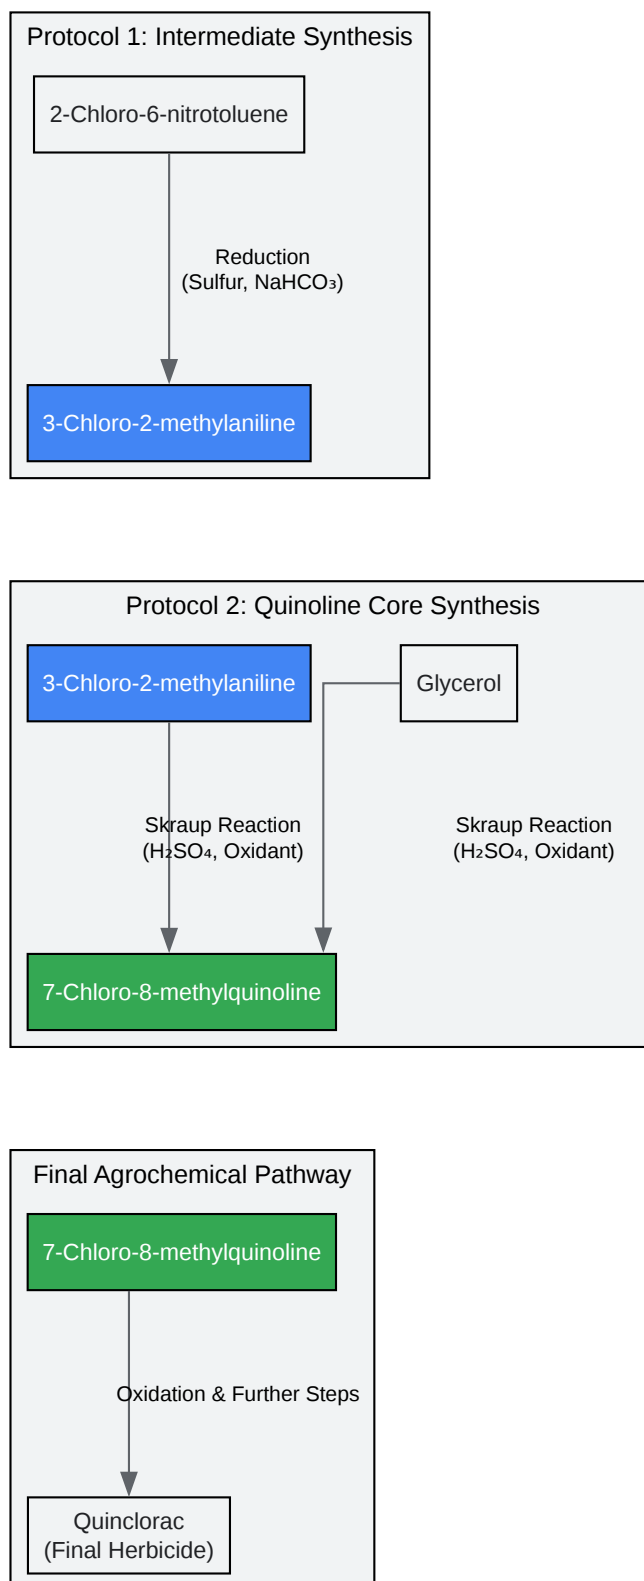 Protocol 1: Intermediate Synthesis
2-Chloro-6-nitrotoluene
Reduction
(Sulfur, NaHCO₃)
3-Chloro-2-methylaniline
Protocol 2: Quinoline Core Synthesis
3-Chloro-2-methylaniline
Glycerol
Skraup Reaction
(H₂SO₄, Oxidant)
Skraup Reaction
(H₂SO₄, Oxidant)
7-Chloro-8-methylquinoline
Final Agrochemical Pathway
7-Chloro-8-methylquinoline
Oxidation & Further Steps
Quinclorac
(Final Herbicide)